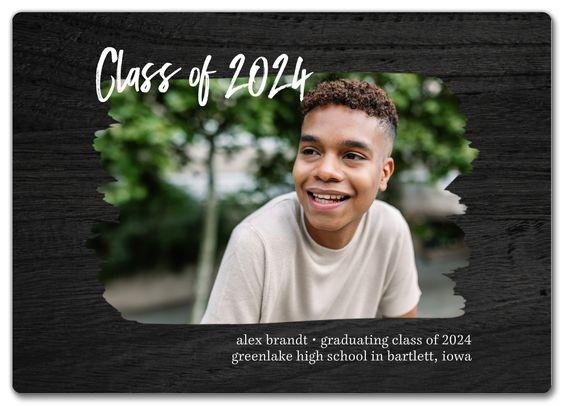 Class of 2024
alex brandt • graduating class of 2024
greenlake high school in bartlett, iowa